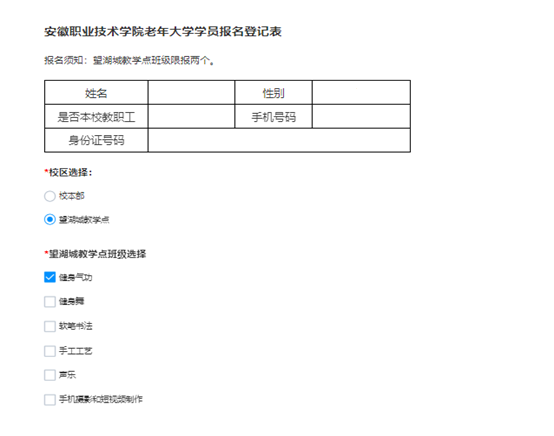 安徽职业技术学院老年大学学员报名登记表
报名须知：望湖城教学点班级限报两个。
姓名 性别
是否本校教职工 手机号码
身份证号码
*校区选择：
校本部
望湖城教学点
*望湖城教学点班级选择
健身气功
健身舞
软笔书法
手工工艺
声乐
手机摄影和短视频制作